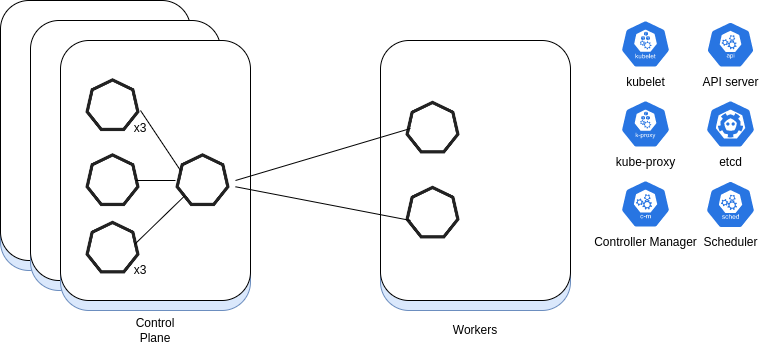 x3
x3
Control
Plane
Workers
kubelet
api
kubelet
API server
k-proxy
kube-proxy
etcd
c-m
sched
Controller Manager
Scheduler